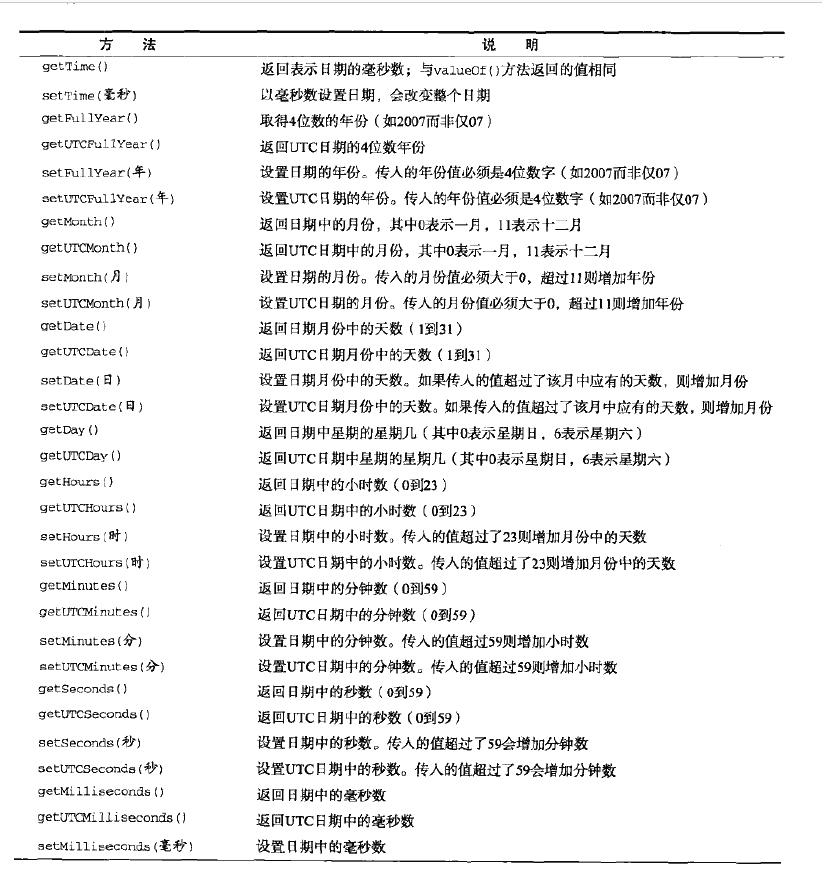 方 法 说 明
getTime() 返回表示日期的毫秒数；与valueOf()方法返回的值相同
setTime(毫秒) 以毫秒数设置日期，会改变整个日期
getFullYear() 取得4位数的年份（如2007而非仅07）
getUTCFullYear() 返回UTC日期的4位数年份
setFullYear(年) 设置日期的年份。传入的年份值必须是4位数字（如2007而非仅07）
setUTCFullYear(年) 设置UTC日期的年份。传入的年份值必须是4位数字（如2007而非仅07）
getMonth() 返回日期中的月份，其中0表示一月，11表示十二月
getUTCMonth() 返回UTC日期中的月份，其中0表示一月，11表示十二月
setMonth(月) 设置日期的月份。传入的月份值必须大于0，超过11则增加年份
setUTCMonth(月) 设置UTC日期的月份。传入的月份值必须大于0，超过11则增加年份
getDate() 返回日期月份中的天数（1到31）
getUTCDate() 返回UTC日期月份中的天数（1到31）
setDate(日) 设置日期月份中的天数。如果传入的值超过了该月中应有的天数，则增加月份
setUTCDate(日) 设置UTC日期月份中的天数。如果传入的值超过了该月中应有的天数，则增加月份
getDay() 返回日期中星期的星期几（其中0表示星期日，6表示星期六）
getUTCDay() 返回UTC日期中星期的星期几（其中0表示星期日，6表示星期六）
getHours() 返回日期中的小时数（0到23）
getUTCHours() 返回UTC日期中的小时数（0到23）
setHours(时) 设置日期中的小时数。传入的值超过了23则增加月份中的天数
setUTCHours(时) 设置UTC日期中的小时数。传入的值超过了23则增加月份中的天数
getMinutes() 返回日期中的分钟数（0到59）
getUTCMinutes() 返回UTC日期中的分钟数（0到59）
setMinutes(分) 设置日期中的分钟数。传入的值超过59则增加小时数
setUTCMinutes(分) 设置UTC日期中的分钟数。传入的值超过59则增加小时数
getSeconds() 返回日期中的秒数（0到59）
getUTCSeconds() 返回UTC日期中的秒数（0到59）
setSeconds(秒) 设置日期中的秒数。传入的值超过了59会增加分钟数
setUTCSeconds(秒) 设置UTC日期中的秒数。传入的值超过了59会增加分钟数
getMilliseconds() 返回日期中的毫秒数
getUTCMilliseconds() 返回UTC日期中的毫秒数
setMilliseconds(毫秒) 设置日期中的毫秒数